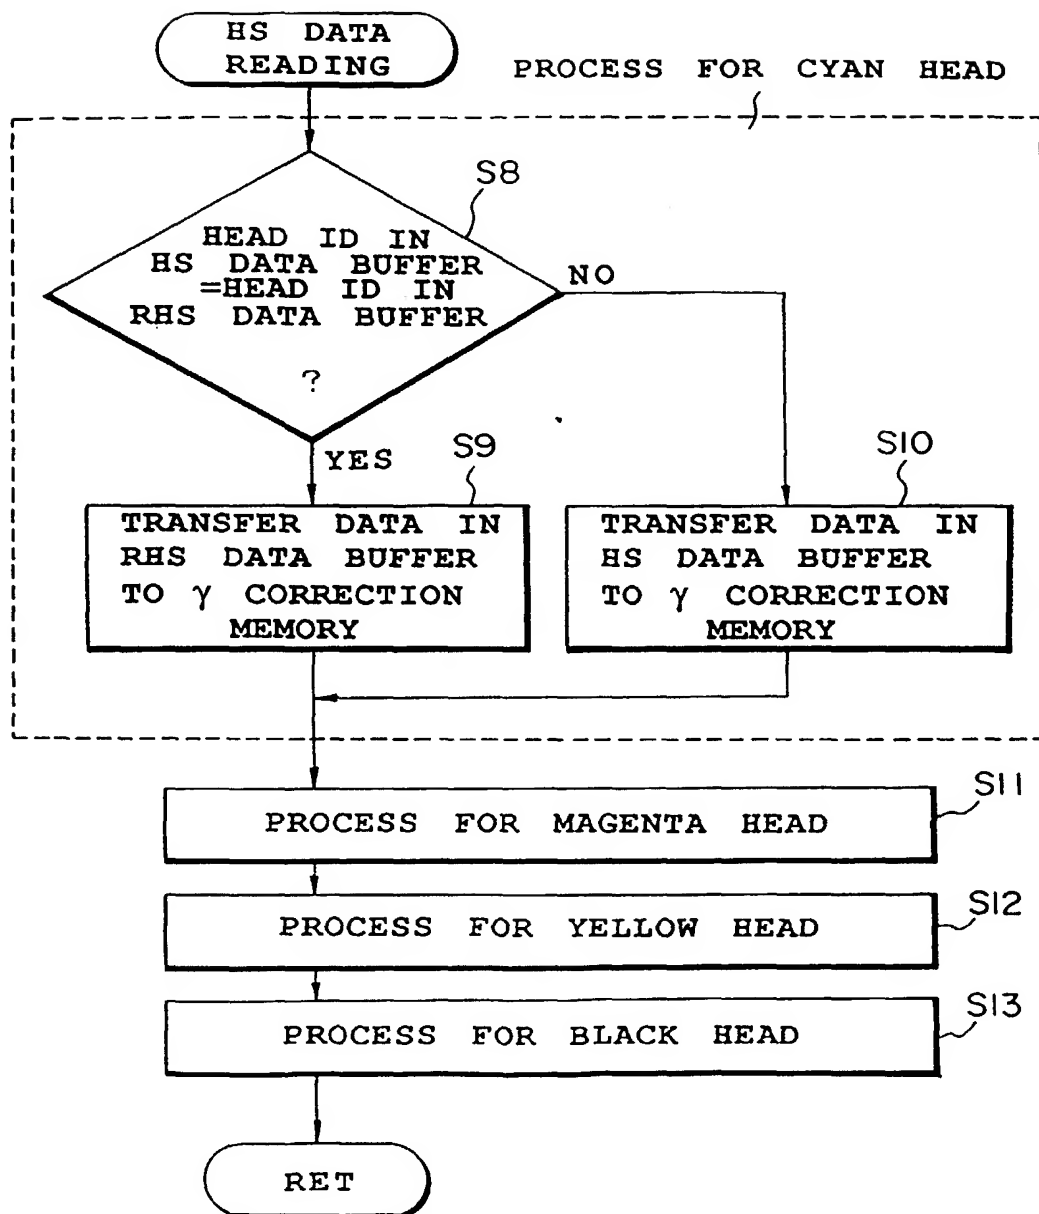 HS DATA
READING
PROCESS FOR CYAN HEAD
S8
HEAD ID IN
HS DATA BUFFER
=HEAD ID IN
RHS DATA BUFFER
?
NO
YES
S9
TRANSFER DATA IN
RHS DATA BUFFER
TO γ CORRECTION
MEMORY
S10
TRANSFER DATA IN
HS DATA BUFFER
TO γ CORRECTION
MEMORY
S11
PROCESS FOR MAGENTA HEAD
S12
PROCESS FOR YELLOW HEAD
S13
PROCESS FOR BLACK HEAD
RET